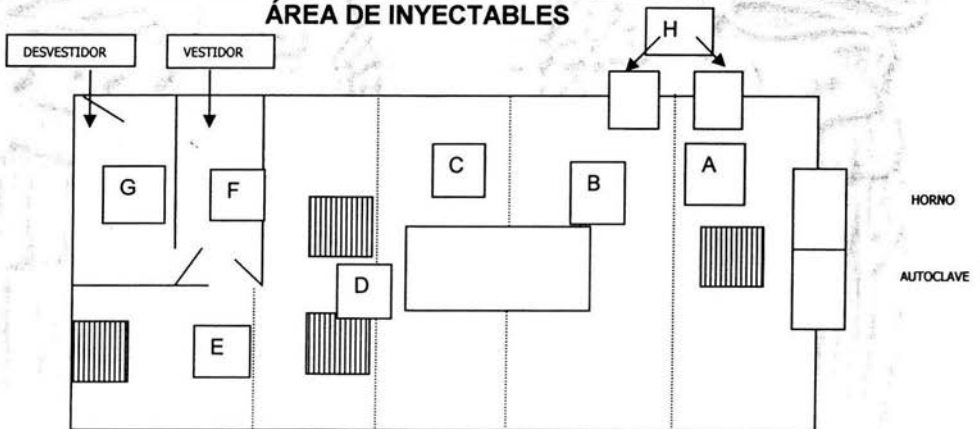 ÁREA DE INYECTABLES
DESVESTIDOR
VESTIDOR
H
C
B
A
G
F
HORNO
D
AUTOCLAVE
E